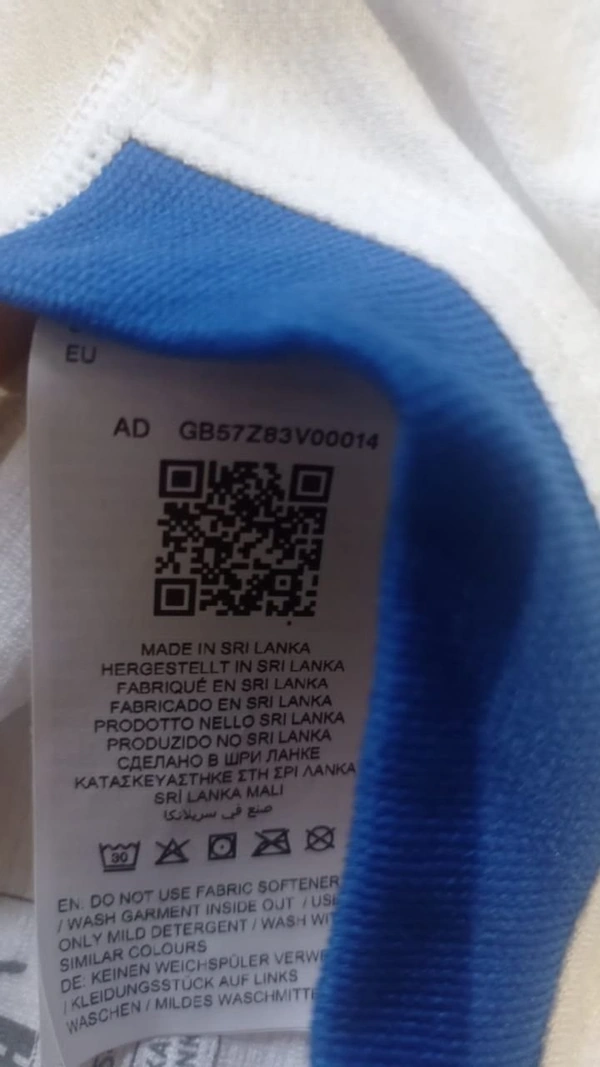 EU
AD GB57Z83V00014
MADE IN SRI LANKA
HERGESTELLT IN SRI LANKA
FABRIQUÉ EN SRI LANKA
FABRICADO EN SRI LANKA
PRODOTTO NELLO SRI LANKA
PRODUZIDO NO SRI LANKA
СДЕЛАНО В ШРИ ЛАНКЕ
ΚΑΤΑΣΚΕΥΑΣΤΗΚΕ ΣΤΗ ΣΡΙ ΛΑΝΚΑ
SRİ LANKA MALI
صنع في سريلانكا
30
EN: DO NOT USE FABRIC SOFTENER
/ WASH GARMENT INSIDE OUT / USE
ONLY MILD DETERGENT / WASH
SIMILAR COLOURS
DE: KEINEN WEICHSPÜLER
/ KLEIDUNGSSTÜCK AUF LINKS
WASCHEN / MILDES